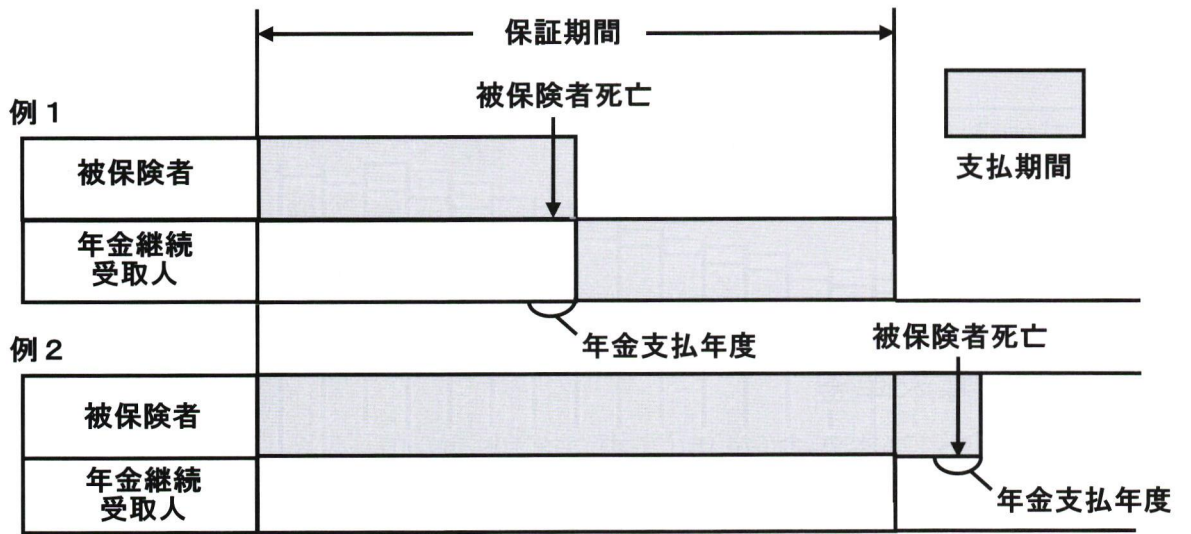 保証期間
被保険者死亡
例1
被保険者
支払期間
年金継続
受取人
年金支払年度
被保険者死亡
例2
被保険者
年金継続
受取人
年金支払年度